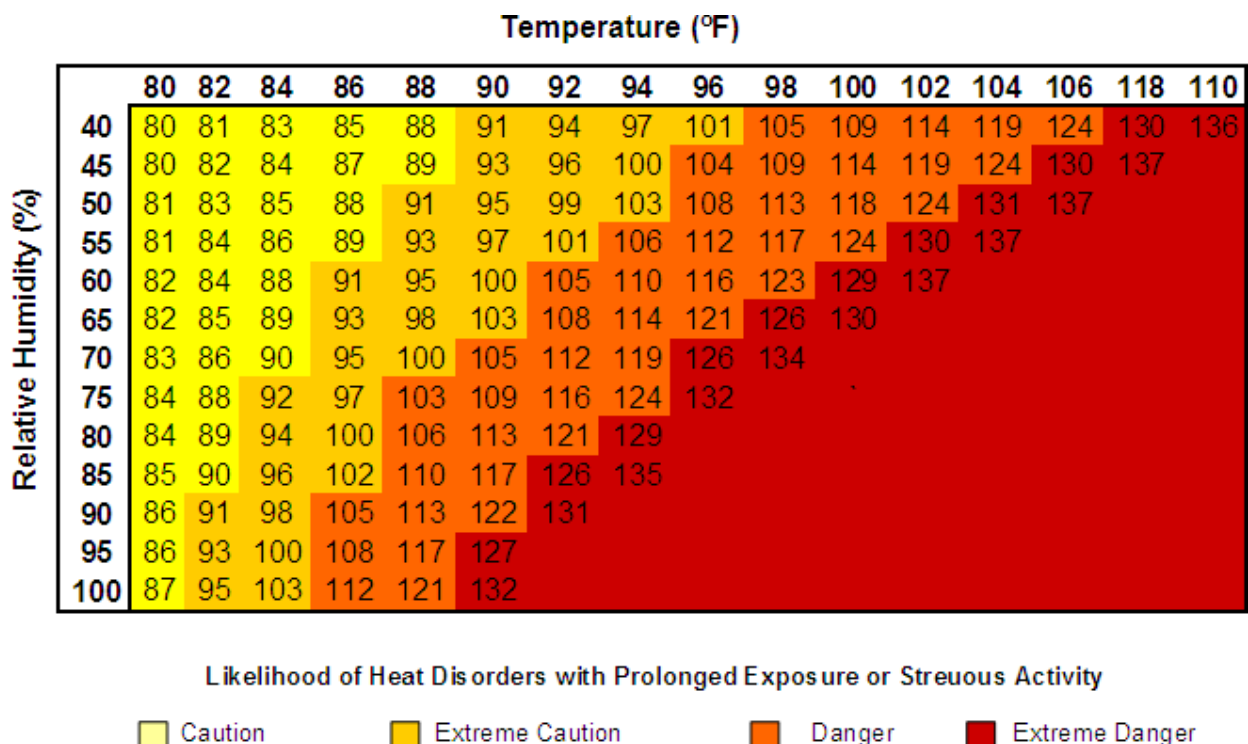 Temperature (ºF)
80 82 84 86 88 90 92 94 96 98 100 102 104 106 118 110
Relative Humidity (%)
40 80 81 83 85 88 91 94 97 101 105 109 114 119 124 130 136
45 80 82 84 87 89 93 96 100 104 109 114 119 124 130 137
50 81 83 85 88 91 95 99 103 108 113 118 124 131 137
55 81 84 86 89 93 97 101 106 112 117 124 130 137
60 82 84 88 91 95 100 105 110 116 123 129 137
65 82 85 89 93 98 103 108 114 121 126 130
70 83 86 90 95 100 105 112 119 126 134
75 84 88 92 97 103 109 116 124 132
80 84 89 94 100 106 113 121 129
85 85 90 96 102 110 117 126 135
90 86 91 98 105 113 122 131
95 86 93 100 108 117 127
100 87 95 103 112 121 132
Likelihood of Heat Disorders with Prolonged Exposure or Streuous Activity
Caution Extreme Caution Danger Extreme Danger